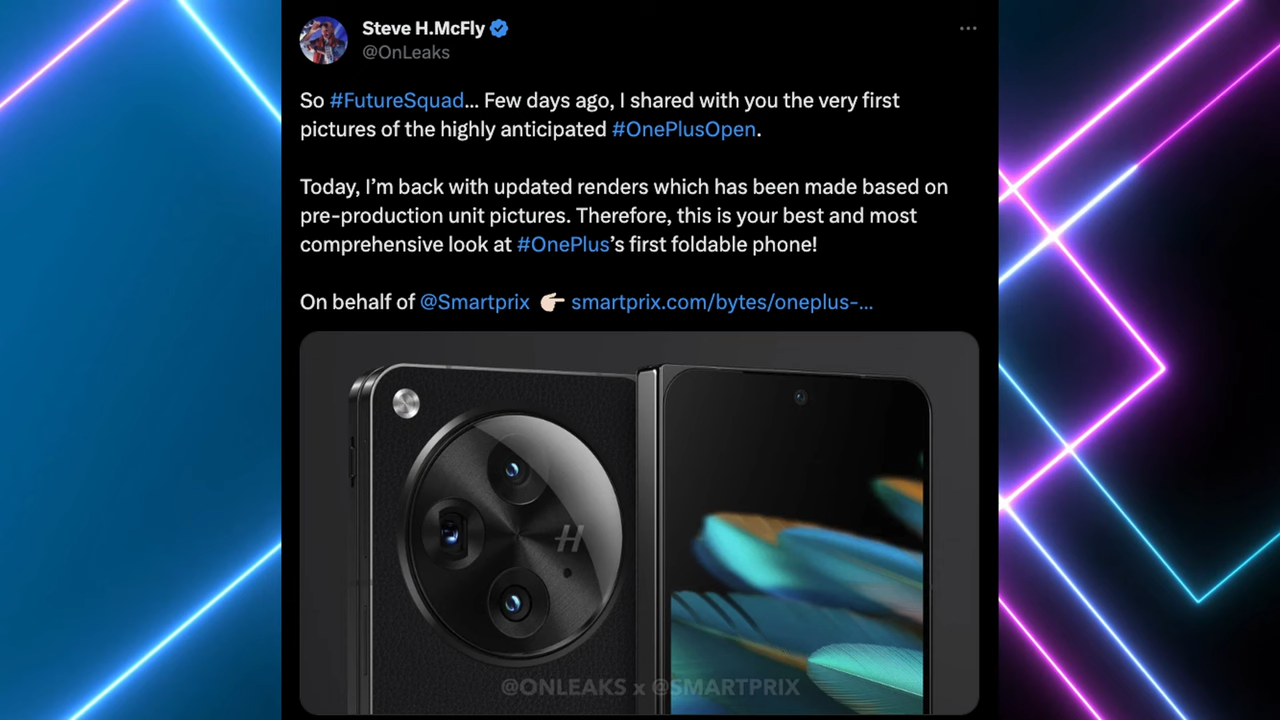 Steve H.McFly
@OnLeaks
So #FutureSquad... Few days ago, I shared with you the very first
pictures of the highly anticipated #OnePlusOpen.
Today, I’m back with updated renders which has been made based on
pre-production unit pictures. Therefore, this is your best and most
comprehensive look at #OnePlus’s first foldable phone!
On behalf of @Smartprix 👉🏻 smartprix.com/bytes/oneplus-...
H
@ONLEAKS x @SMARTPRIX